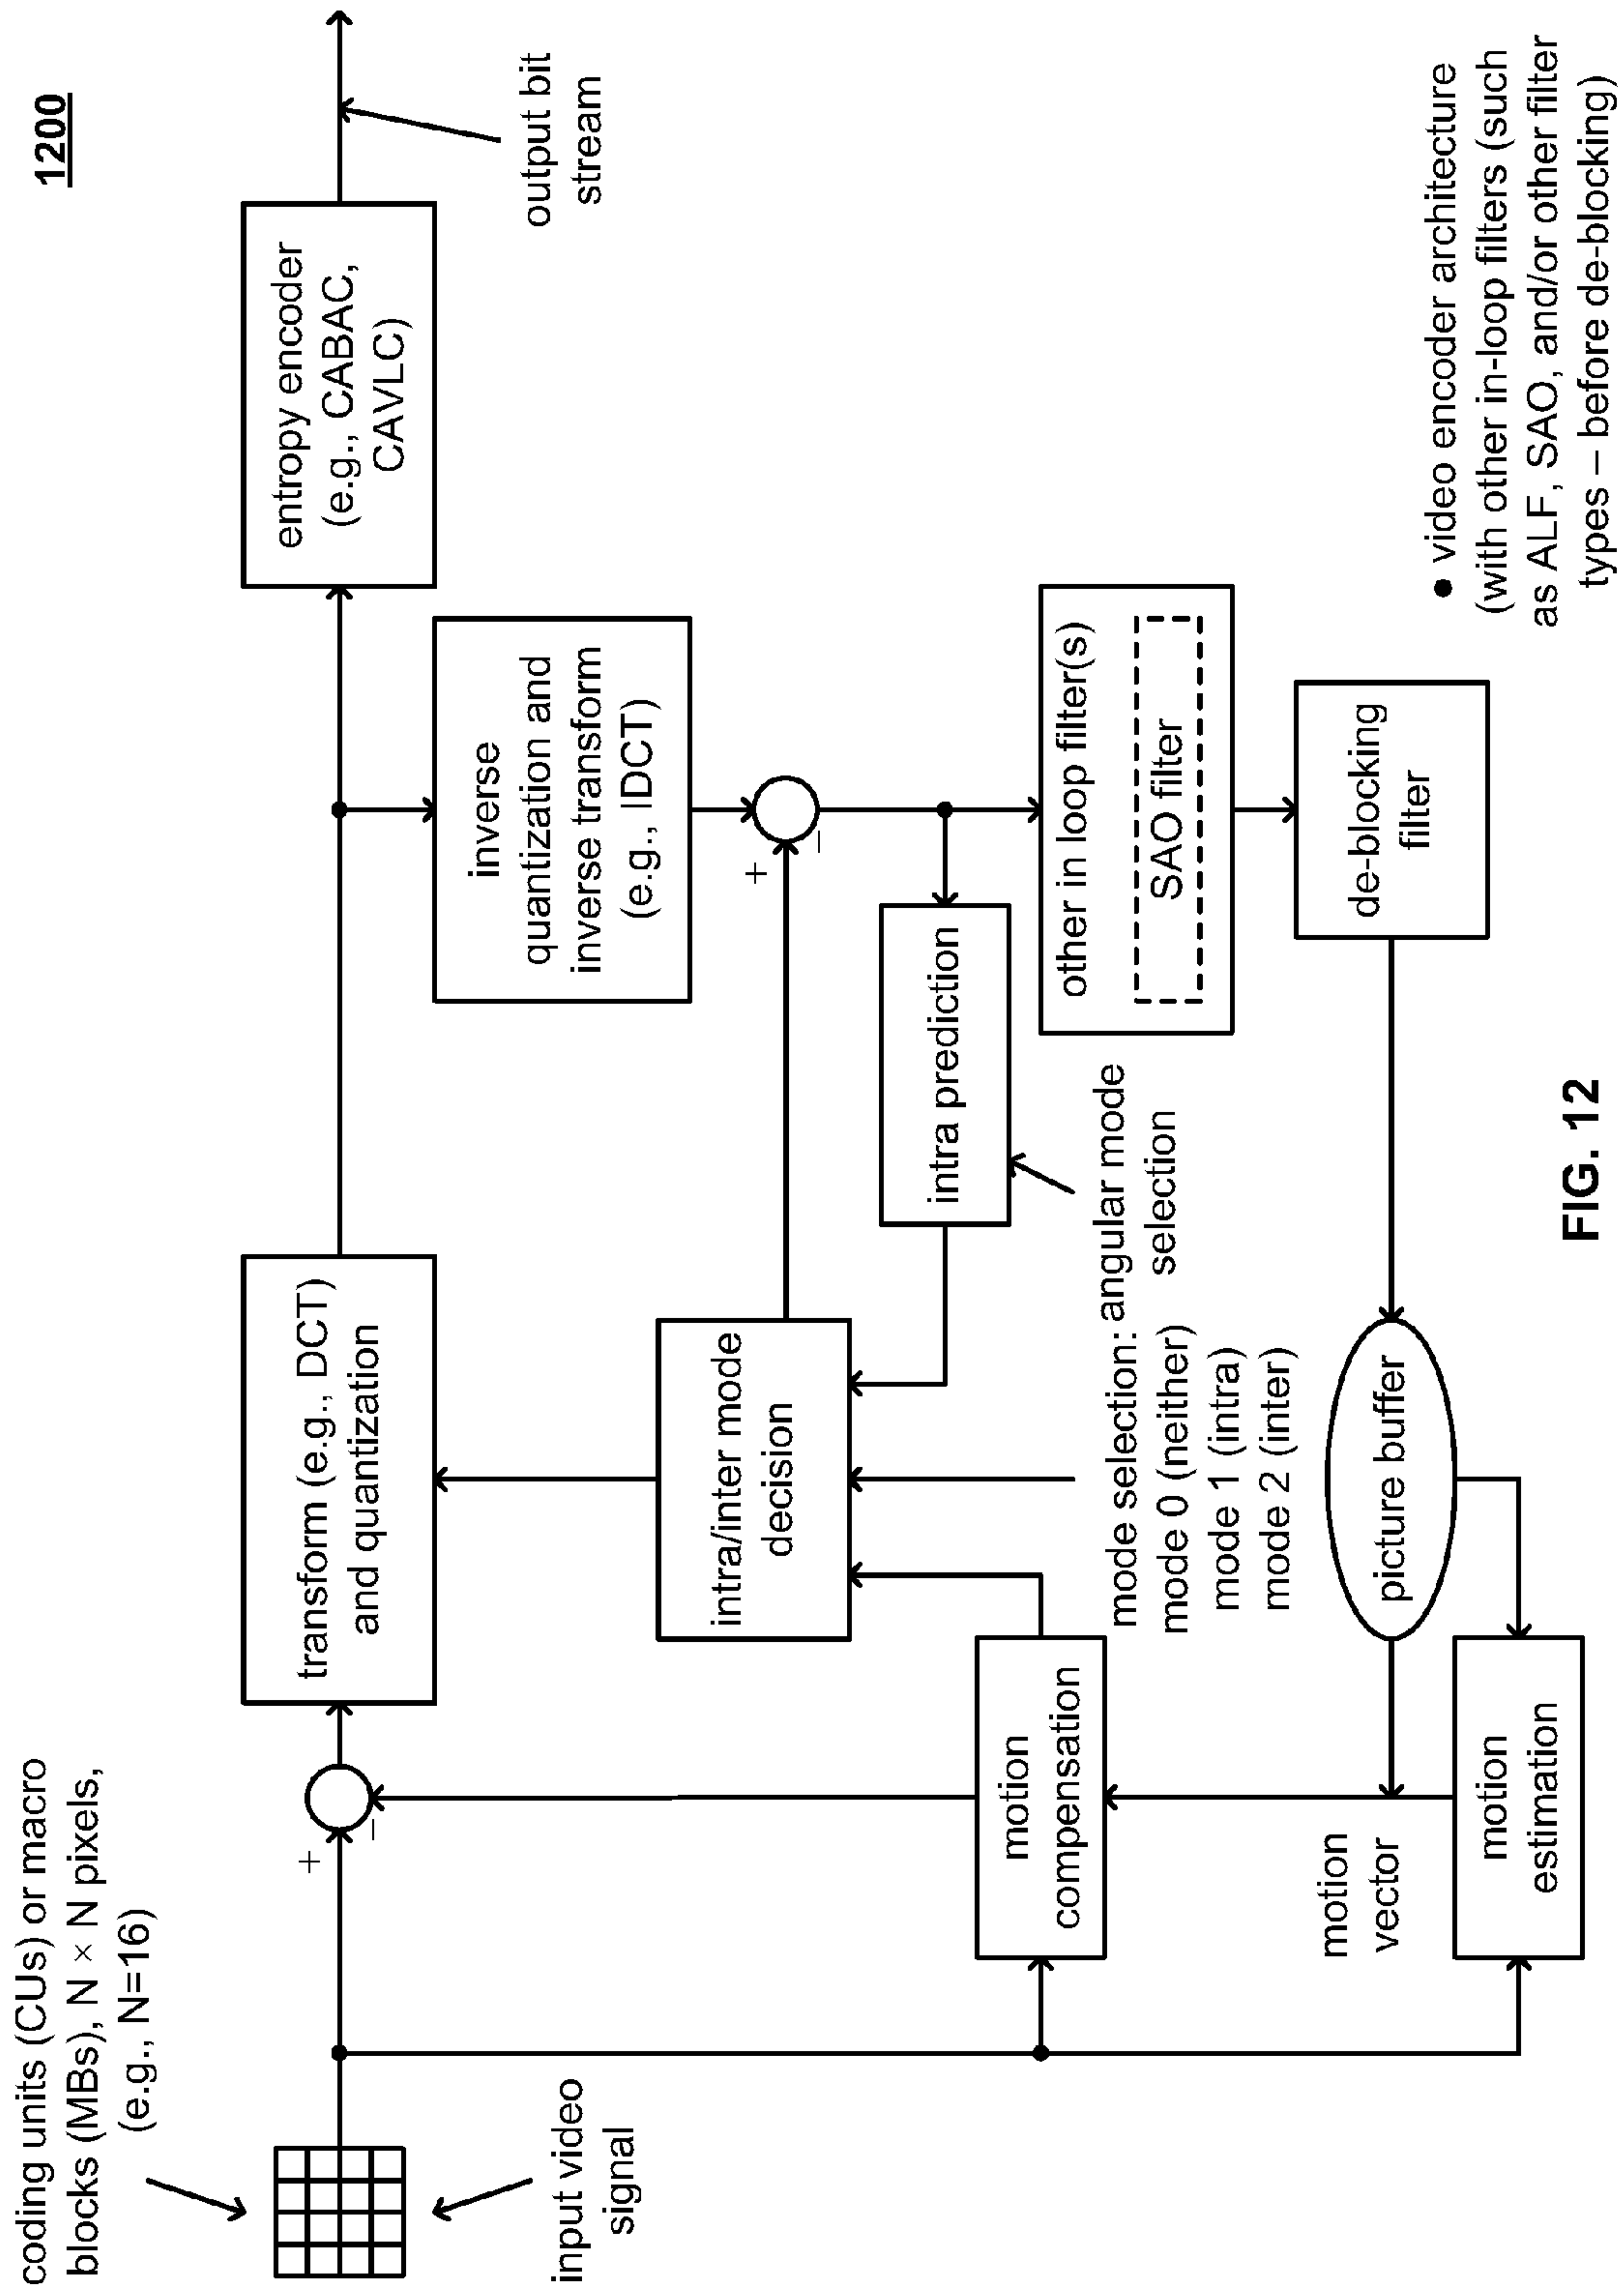 1200
coding units (CUs) or macro
blocks (MBs), N × N pixels,
(e.g., N=16)
input video
signal
+
−
transform (e.g., DCT)
and quantization
entropy encoder
(e.g., CABAC,
CAVLC)
output bit
stream
inverse
quantization and
inverse transform
(e.g., IDCT)
intra/inter mode
decision
+
−
intra prediction
angular mode
selection
mode selection:
mode 0 (neither)
mode 1 (intra)
mode 2 (inter)
other in loop filter(s)
SAO filter
de-blocking
filter
motion
compensation
motion
vector
picture buffer
motion
estimation
● video encoder architecture
(with other in-loop filters (such
as ALF, SAO, and/or other filter
types – before de-blocking)
FIG. 12